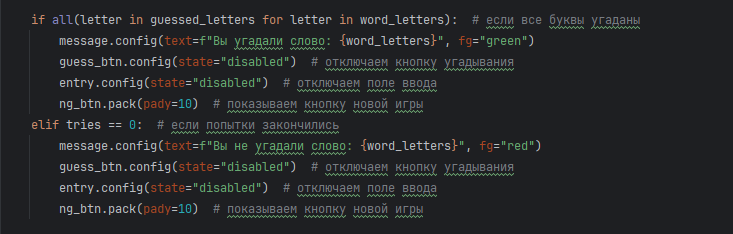 if all(letter in guessed_letters for letter in word_letters):  # если все буквы угаданы
    message.config(text=f"Вы угадали слово: {word_letters}", fg="green")
    guess_btn.config(state="disabled")  # отключаем кнопку угадывания
    entry.config(state="disabled")  # отключаем поле ввода
    ng_btn.pack(pady=10)  # показываем кнопку новой игры
elif tries == 0:  # если попытки закончились
    message.config(text=f"Вы не угадали слово: {word_letters}", fg="red")
    guess_btn.config(state="disabled")  # отключаем кнопку угадывания
    entry.config(state="disabled")  # отключаем поле ввода
    ng_btn.pack(pady=10)  # показываем кнопку новой игры